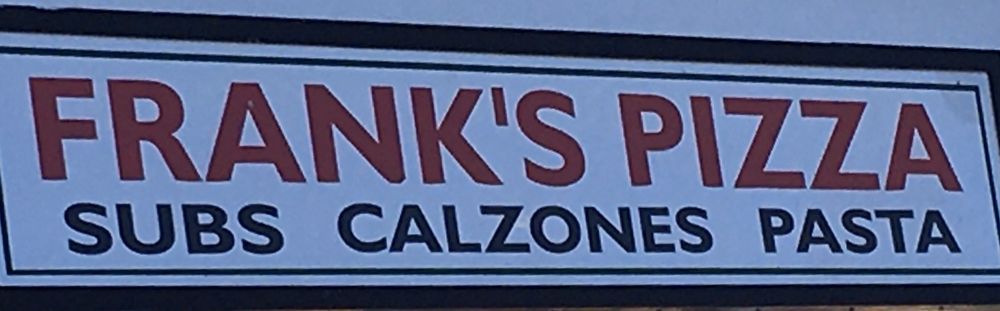 FRANK'S PIZZA
SUBS CALZONES PASTA